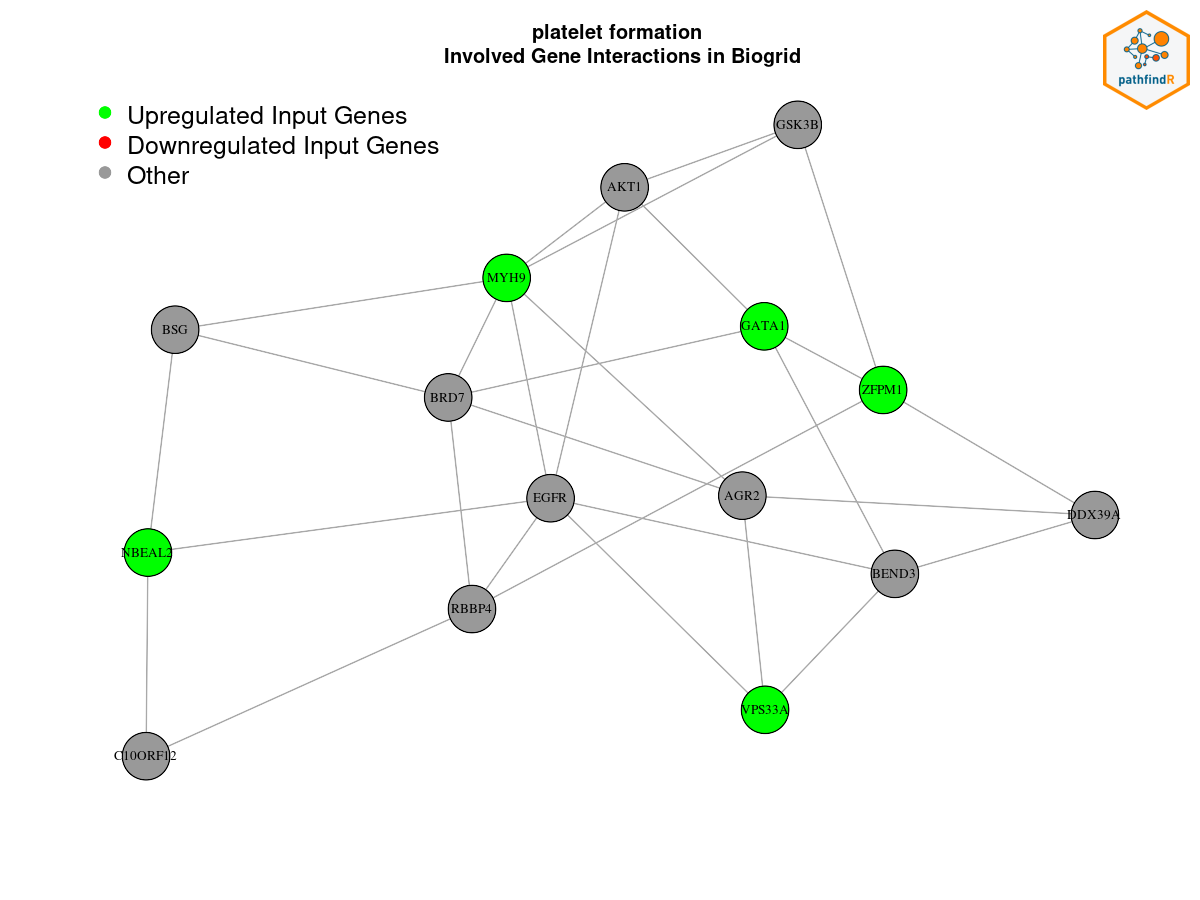 platelet formation
Involved Gene Interactions in Biogrid
pathfindR
Upregulated Input Genes
Downregulated Input Genes
Other
GSK3B
AKT1
MYH9
GATA1
BSG
ZFPM1
BRD7
EGFR
AGR2
DDX39A
NBEAL2
BEND3
RBBP4
VPS33A
C10ORF12